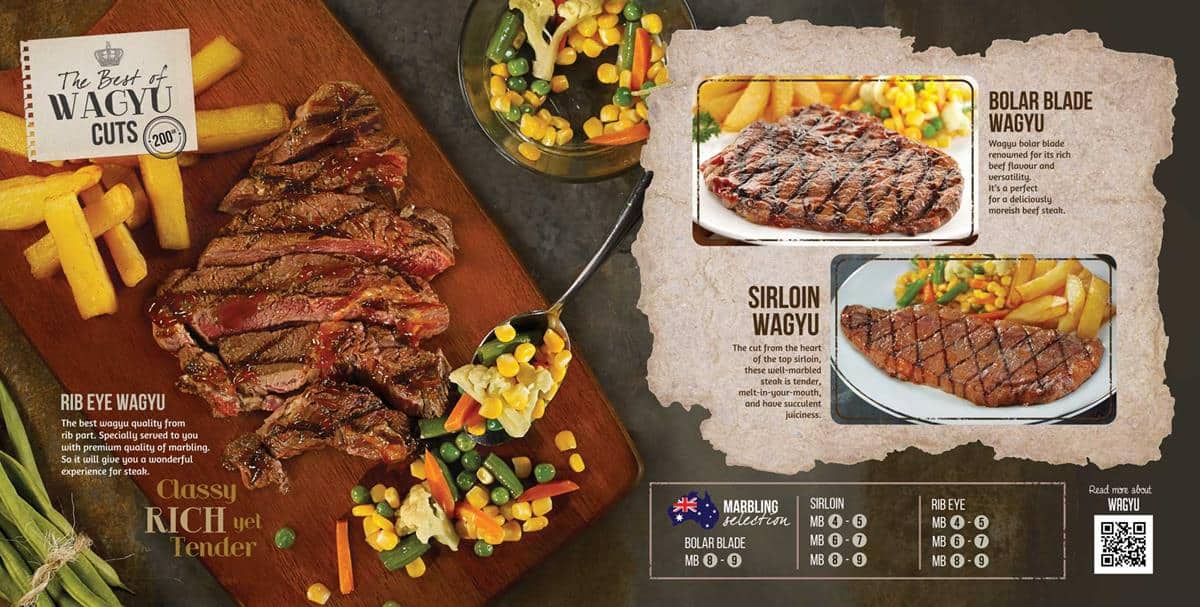 The Best of
WAGYU
CUTS
200gr
RIB EYE WAGYU
The best wagyu quality from
rib part. Specially served to you
with premium quality of marbling.
So it will give you a wonderful
experience for steak.
Classy
RICH yet
Tender
BOLAR BLADE
WAGYU
Wagyu bolar blade
renowned for its rich
beef flavour and
versatility.
it's a perfect
for a deliciously
moreish beef steak.
SIRLOIN
WAGYU
The cut from the heart
of the top sirloin,
these well-marbled
steak is tender,
melt-in-your-mouth,
and have succulent
juiciness.
MARBLING
selection
BOLAR BLADE
MB 8 - 9
SIRLOIN
MB 4 - 5
MB 6 - 7
MB 8 - 9
RIB EYE
MB 4 - 5
MB 6 - 7
MB 8 - 9
Read more about
WAGYU